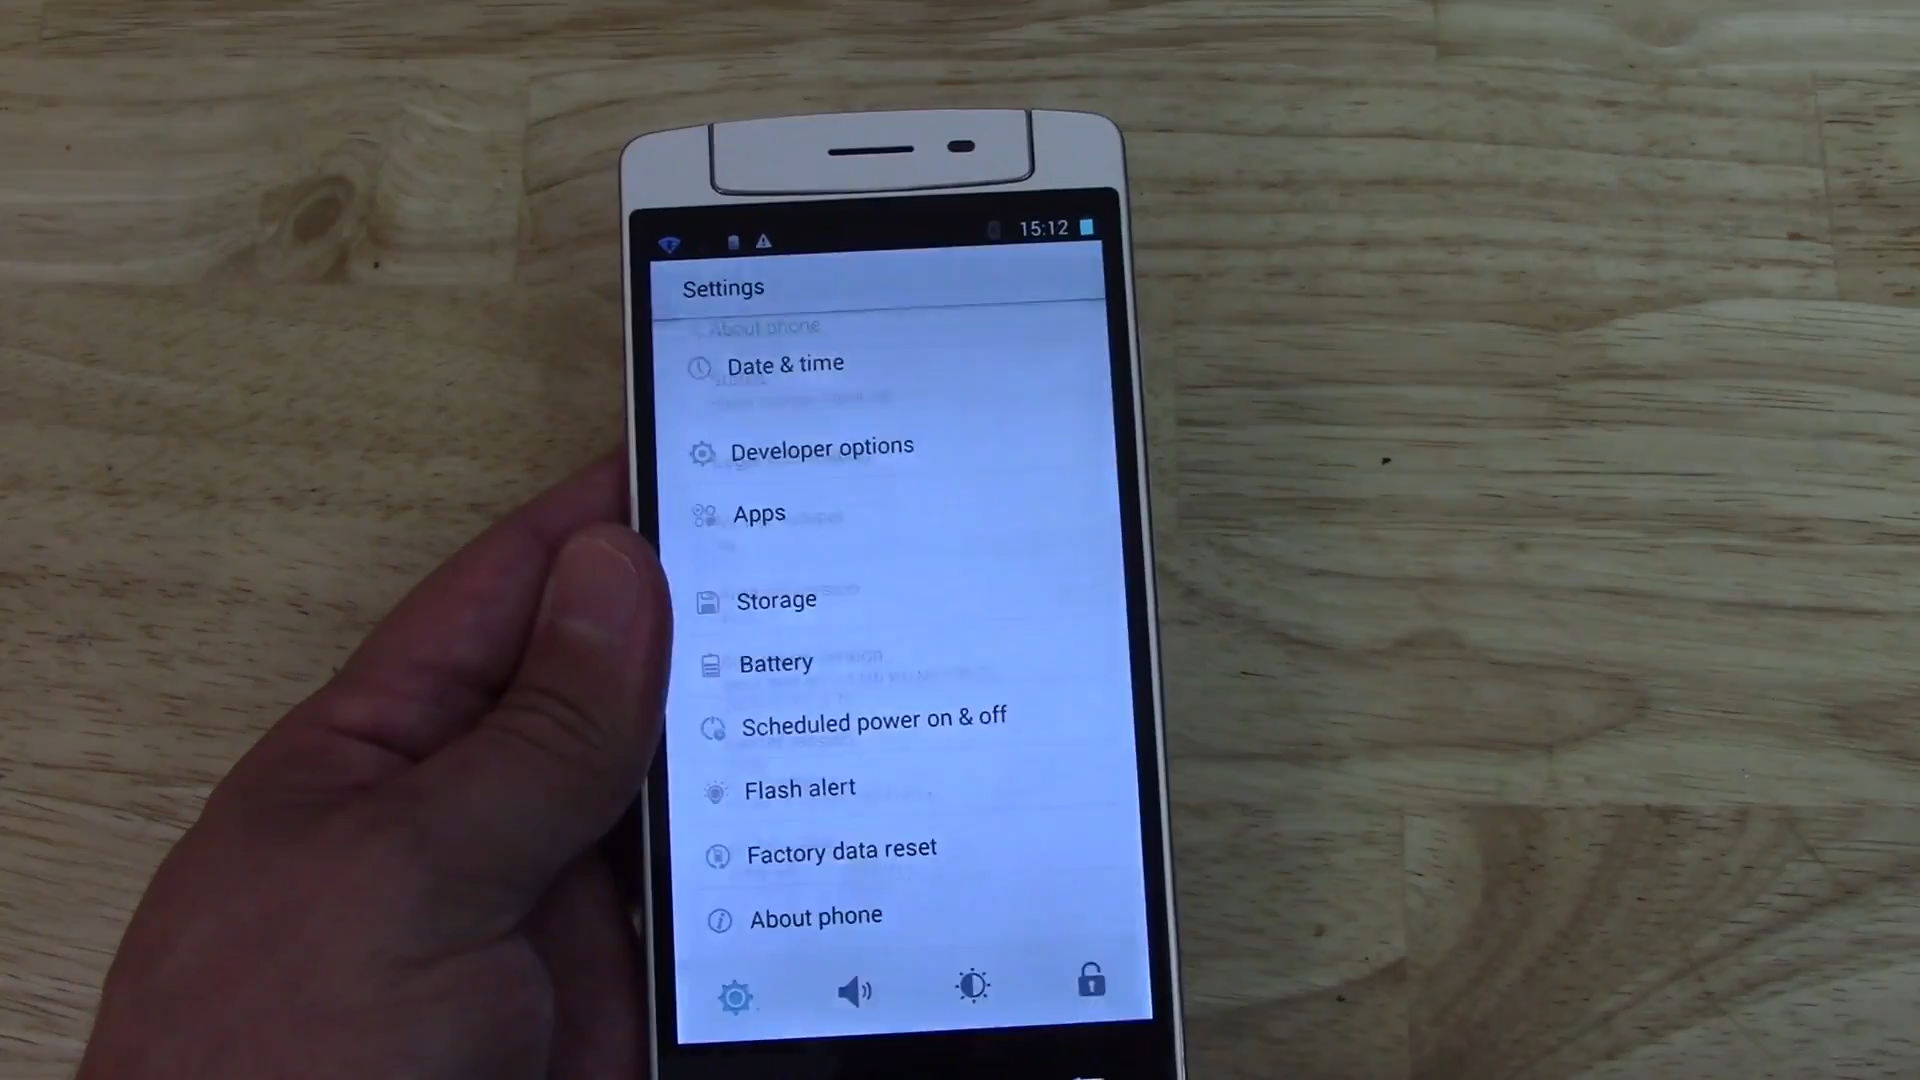 15:12
Settings
About phone
Date & time
Developer options
Apps
Storage
Battery
Scheduled power on & off
Flash alert
Factory data reset
About phone